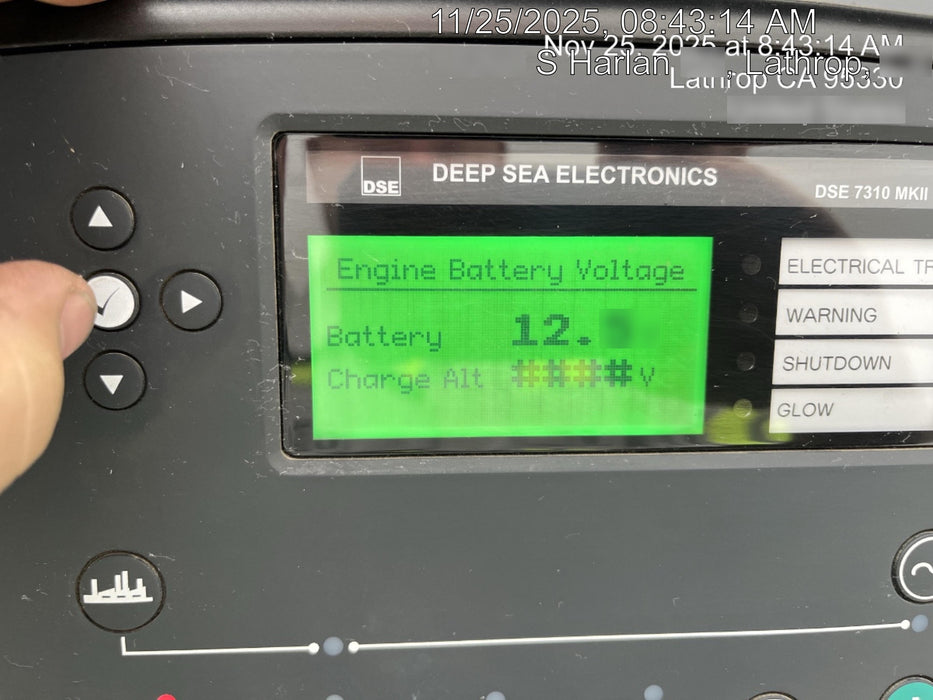 11/25/2025, 08:43:14 AM
Nov 25, 2025 at 8:43:14 AM
S Harlan, Lathrop,
Lathrop CA 95330
DSE
DEEP SEA ELECTRONICS
DSE 7310 MKII
Engine Battery Voltage
Battery 12.
Charge Alt ####V
ELECTRICAL TR
WARNING
SHUTDOWN
GLOW